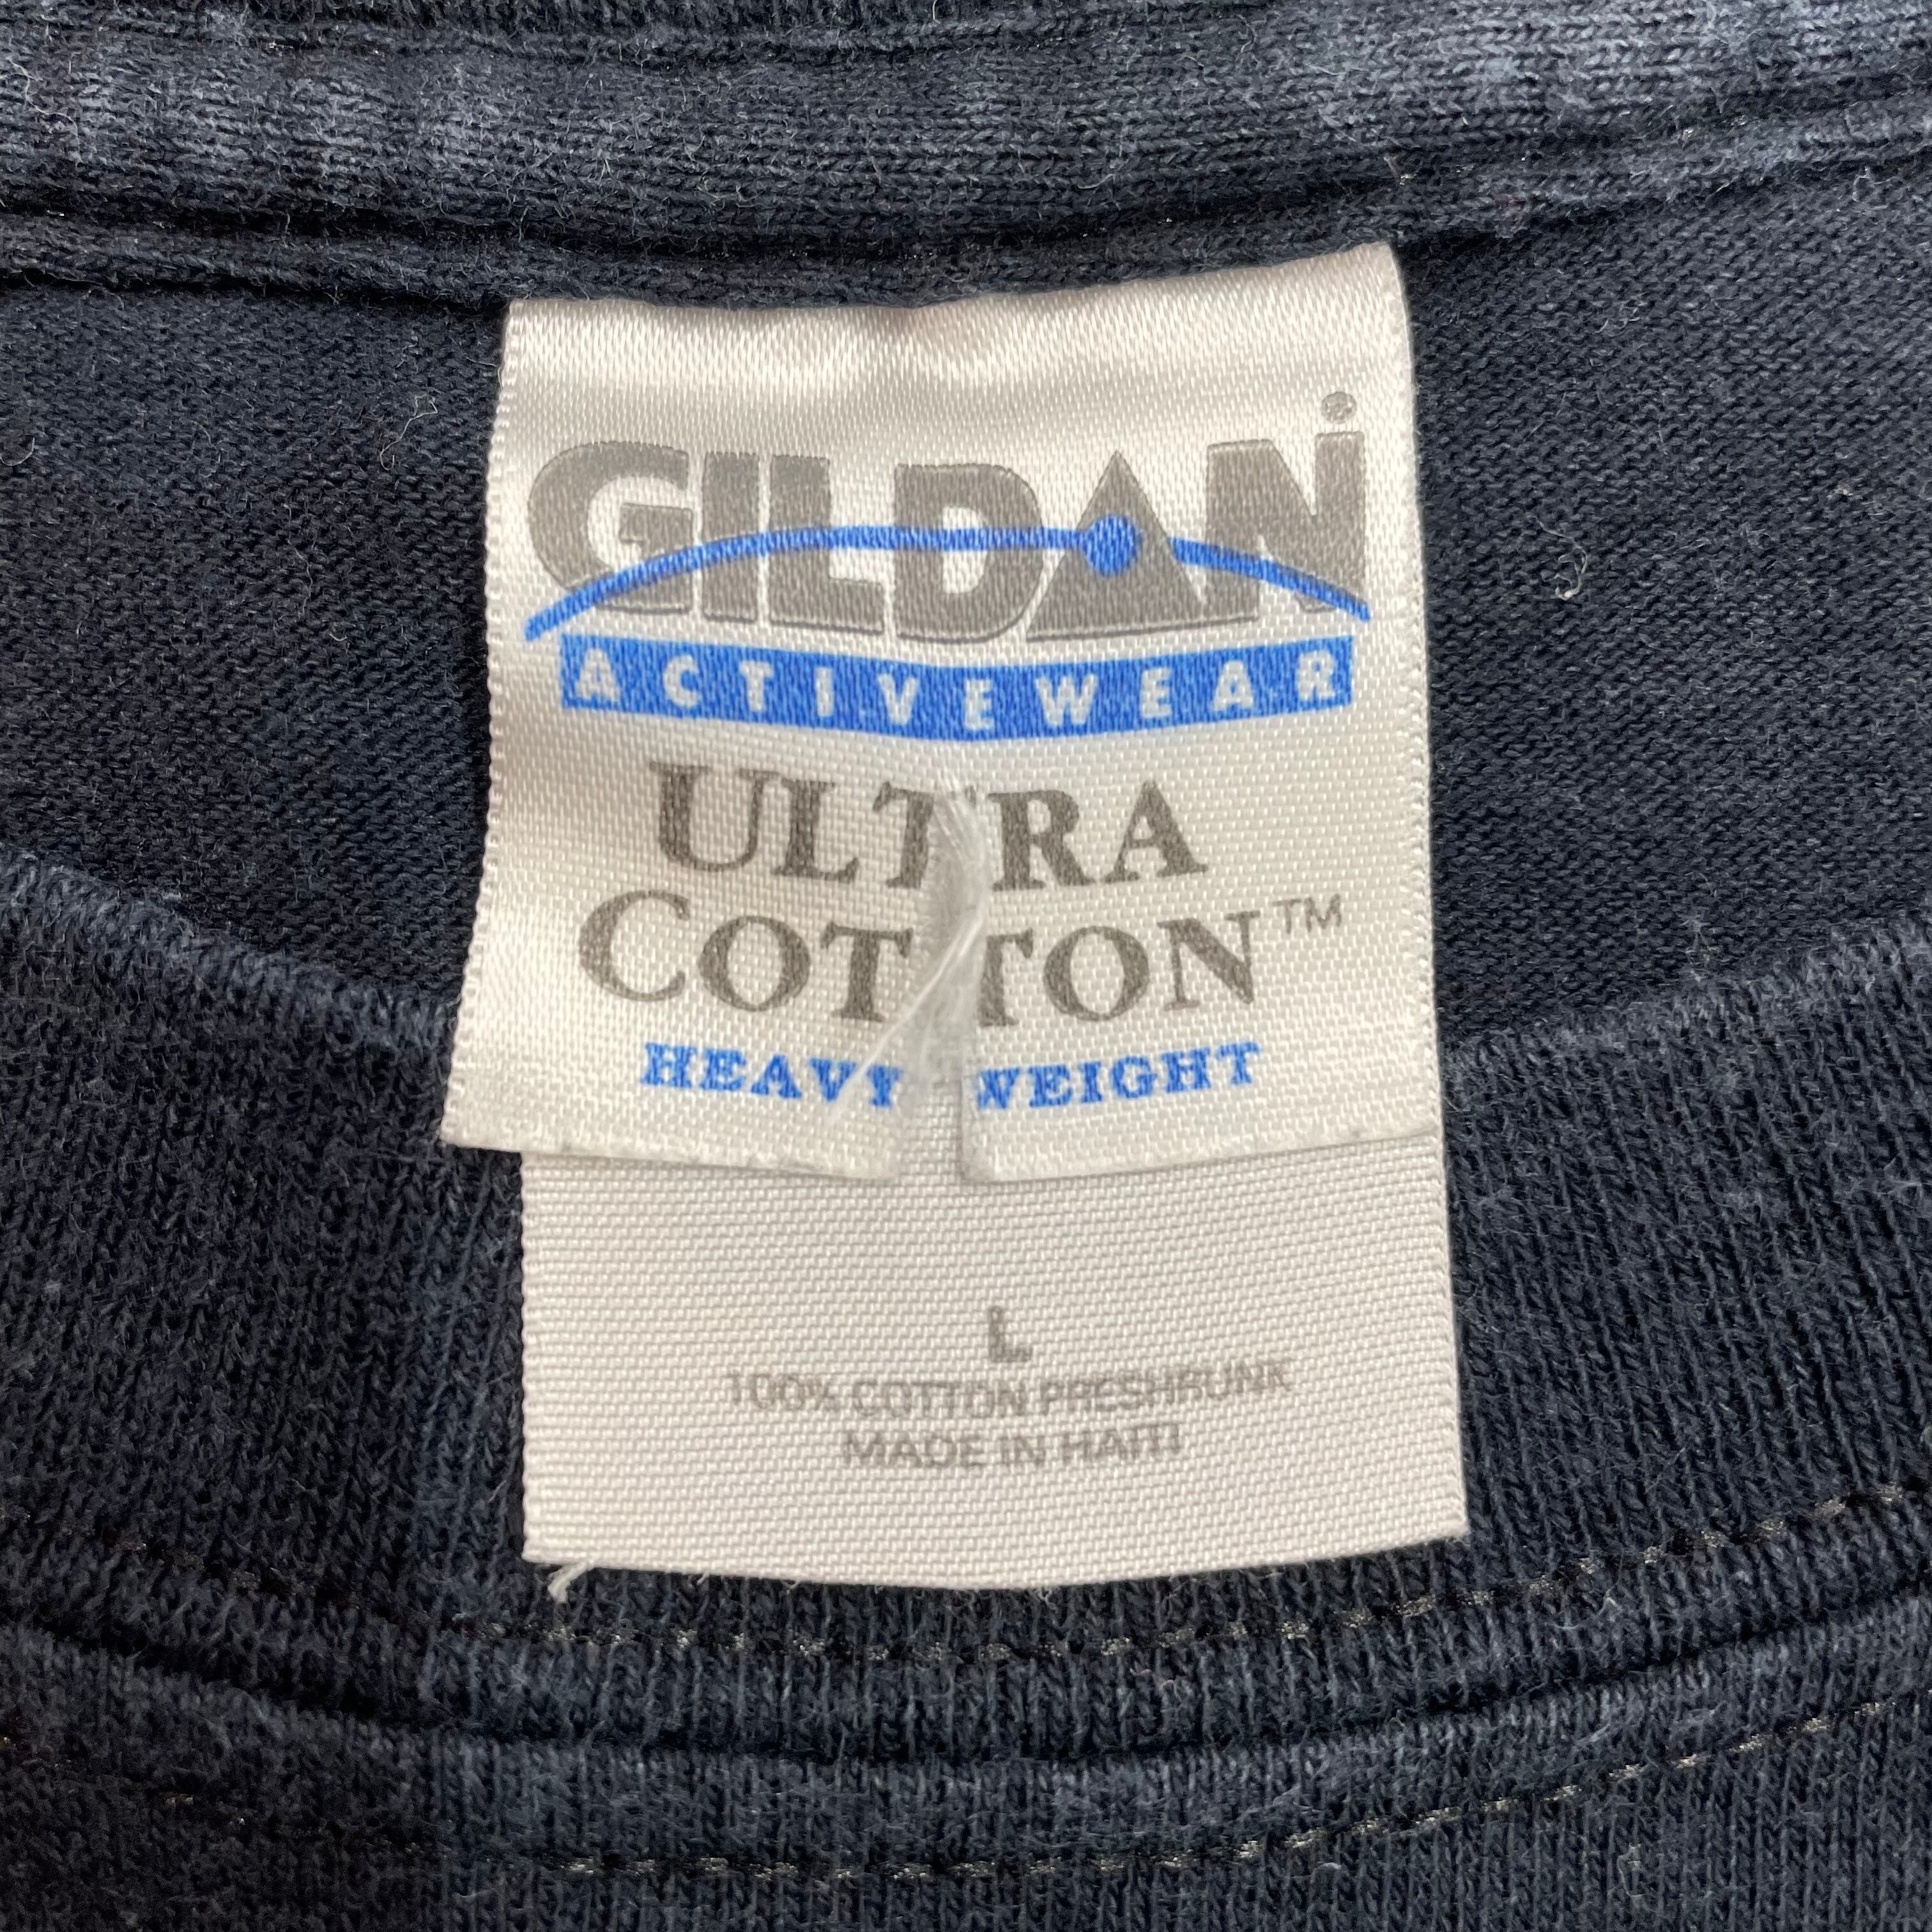 GILDAN
ACTIVEWEAR
ULTRA
COTTON™
HEAVYWEIGHT
L
100% COTTON PRESHRUNK
MADE IN HAITI